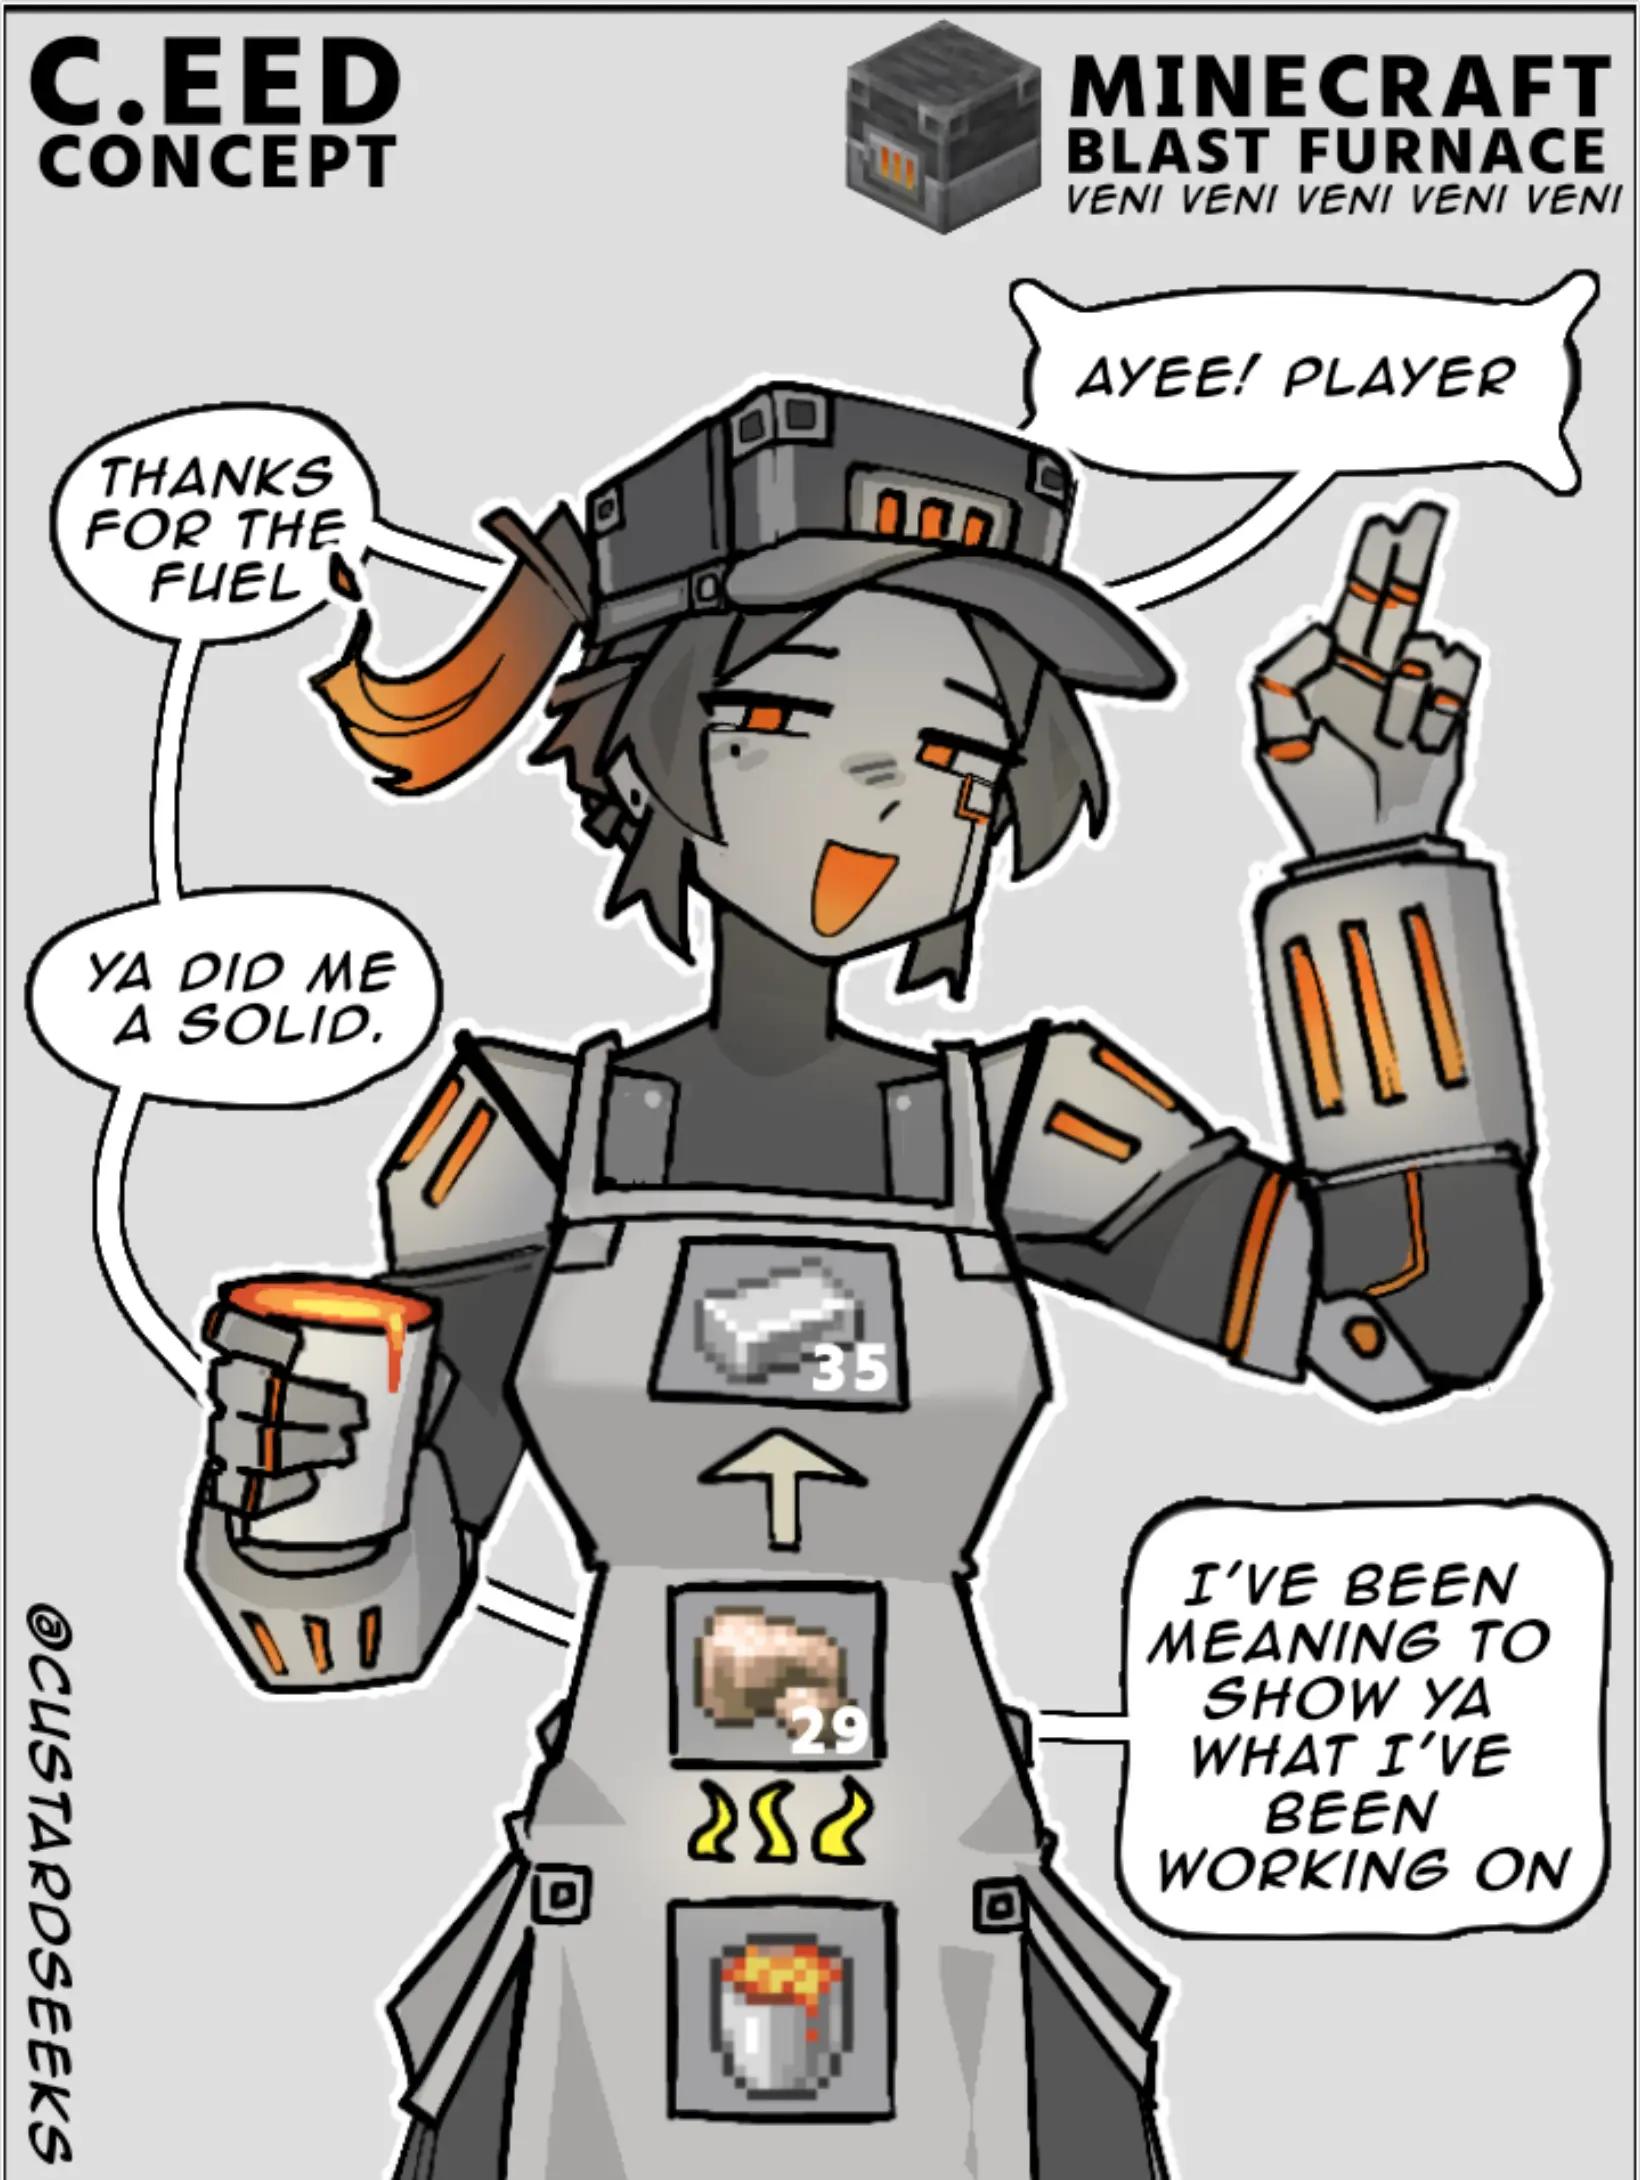 C.EED
CONCEPT
MINECRAFT
BLAST FURNACE
VENI VENI VENI VENI VENI
AYEE! PLAYER
THANKS
FOR THE
FUEL
YA DID ME
A SOLID.
35
I'VE BEEN
MEANING TO
SHOW YA
WHAT I'VE
BEEN
WORKING ON
29
@CUSTARDSEEKS